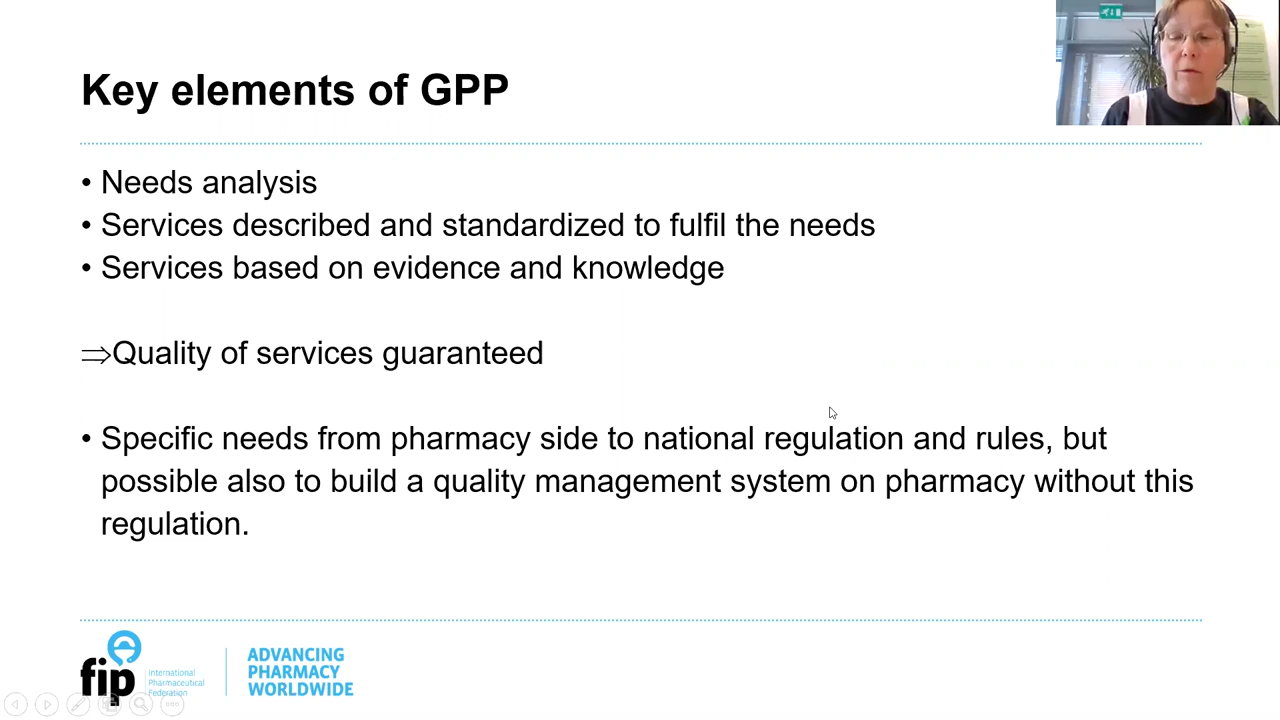 Key elements of GPP
• Needs analysis
• Services described and standardized to fulfil the needs
• Services based on evidence and knowledge
⇒Quality of services guaranteed
• Specific needs from pharmacy side to national regulation and rules, but
possible also to build a quality management system on pharmacy without this
regulation.
fip
International
Pharmaceutical
Federation
ADVANCING
PHARMACY
WORLDWIDE